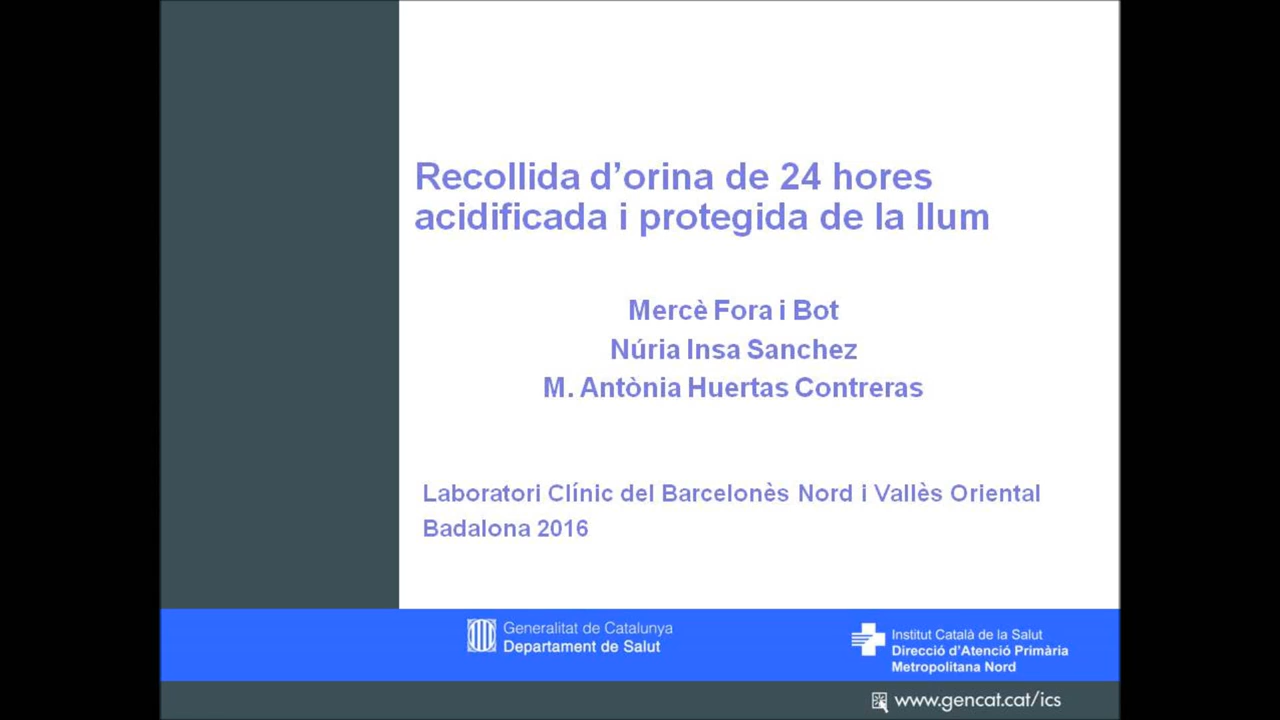 Recollida d’orina de 24 hores
acidificada i protegida de la llum
Mercè Fora i Bot
Núria Insa Sanchez
M. Antònia Huertas Contreras
Laboratori Clínic del Barcelonès Nord i Vallès Oriental
Badalona 2016
Generalitat de Catalunya
Departament de Salut
Institut Català de la Salut
Direcció d’Atenció Primària
Metropolitana Nord
www.gencat.cat/ics